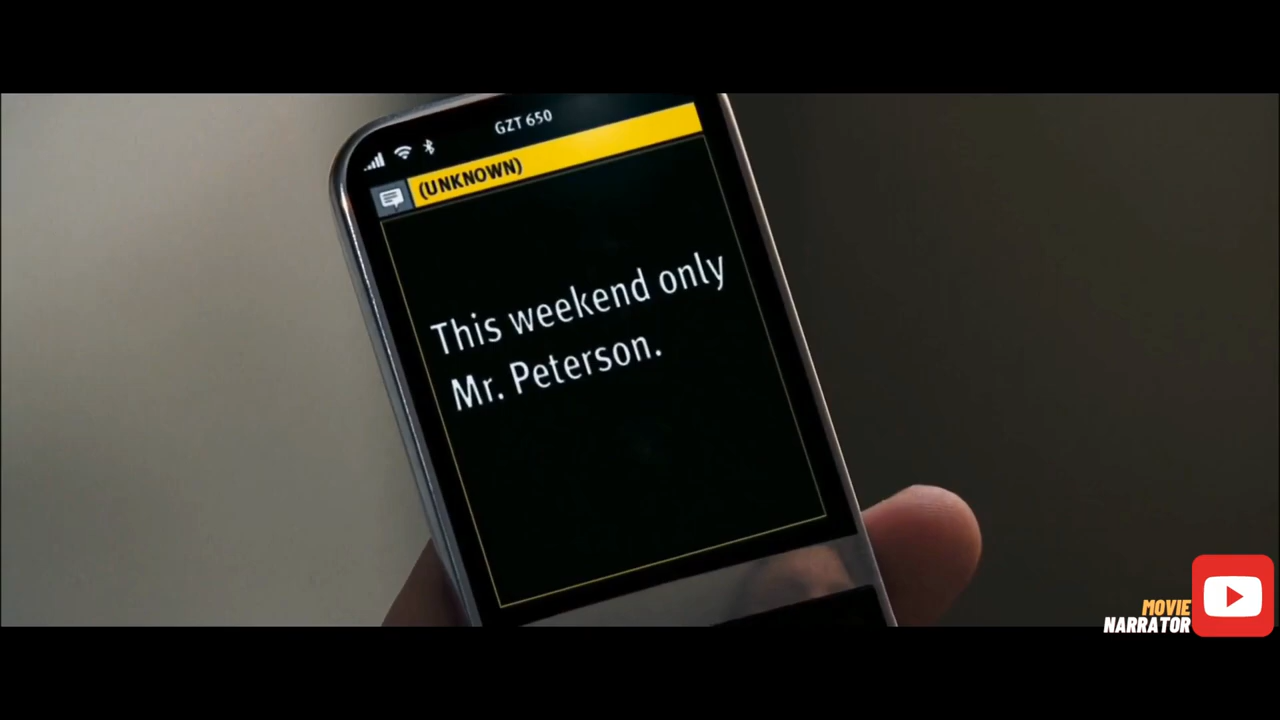 GZT 650
(UNKNOWN)
This weekend only
Mr. Peterson.
MOVIE
NARRATOR